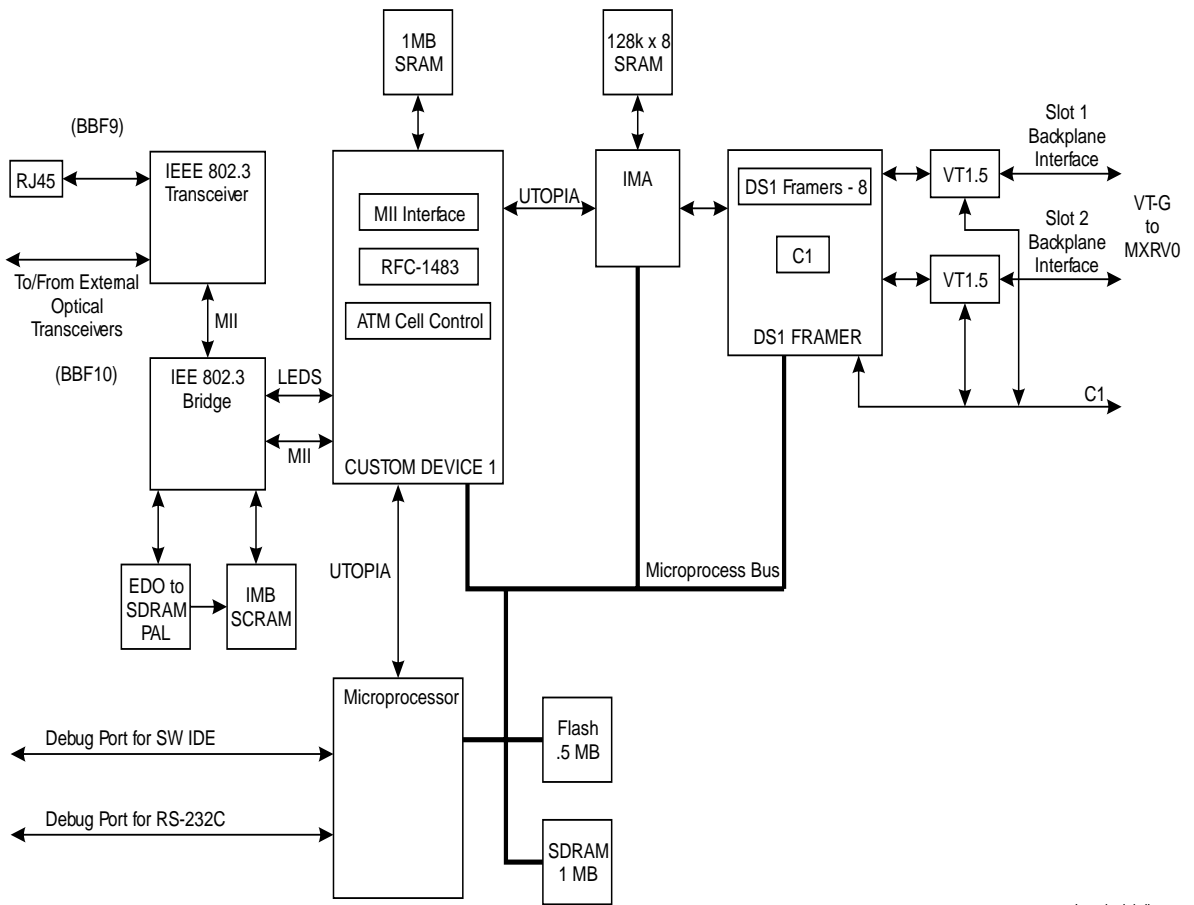 1MB
SRAM
128k x 8
SRAM
(BBF9)
RJ45
IEEE 802.3
Transceiver
To/From External
Optical
Transceivers
MII
(BBF10)
IEE 802.3
Bridge
LEDS
MII
EDO to
SDRAM
PAL
IMB
SCRAM
MII Interface
RFC-1483
ATM Cell Control
CUSTOM DEVICE 1
UTOPIA
IMA
DS1 Framers - 8
C1
DS1 FRAMER
VT1.5
VT1.5
Slot 1
Backplane
Interface
Slot 2
Backplane
Interface
VT-G
to
MXRV0
C1
UTOPIA
Microprocess Bus
Microprocessor
Flash
.5 MB
SDRAM
1 MB
Debug Port for SW IDE
Debug Port for RS-232C